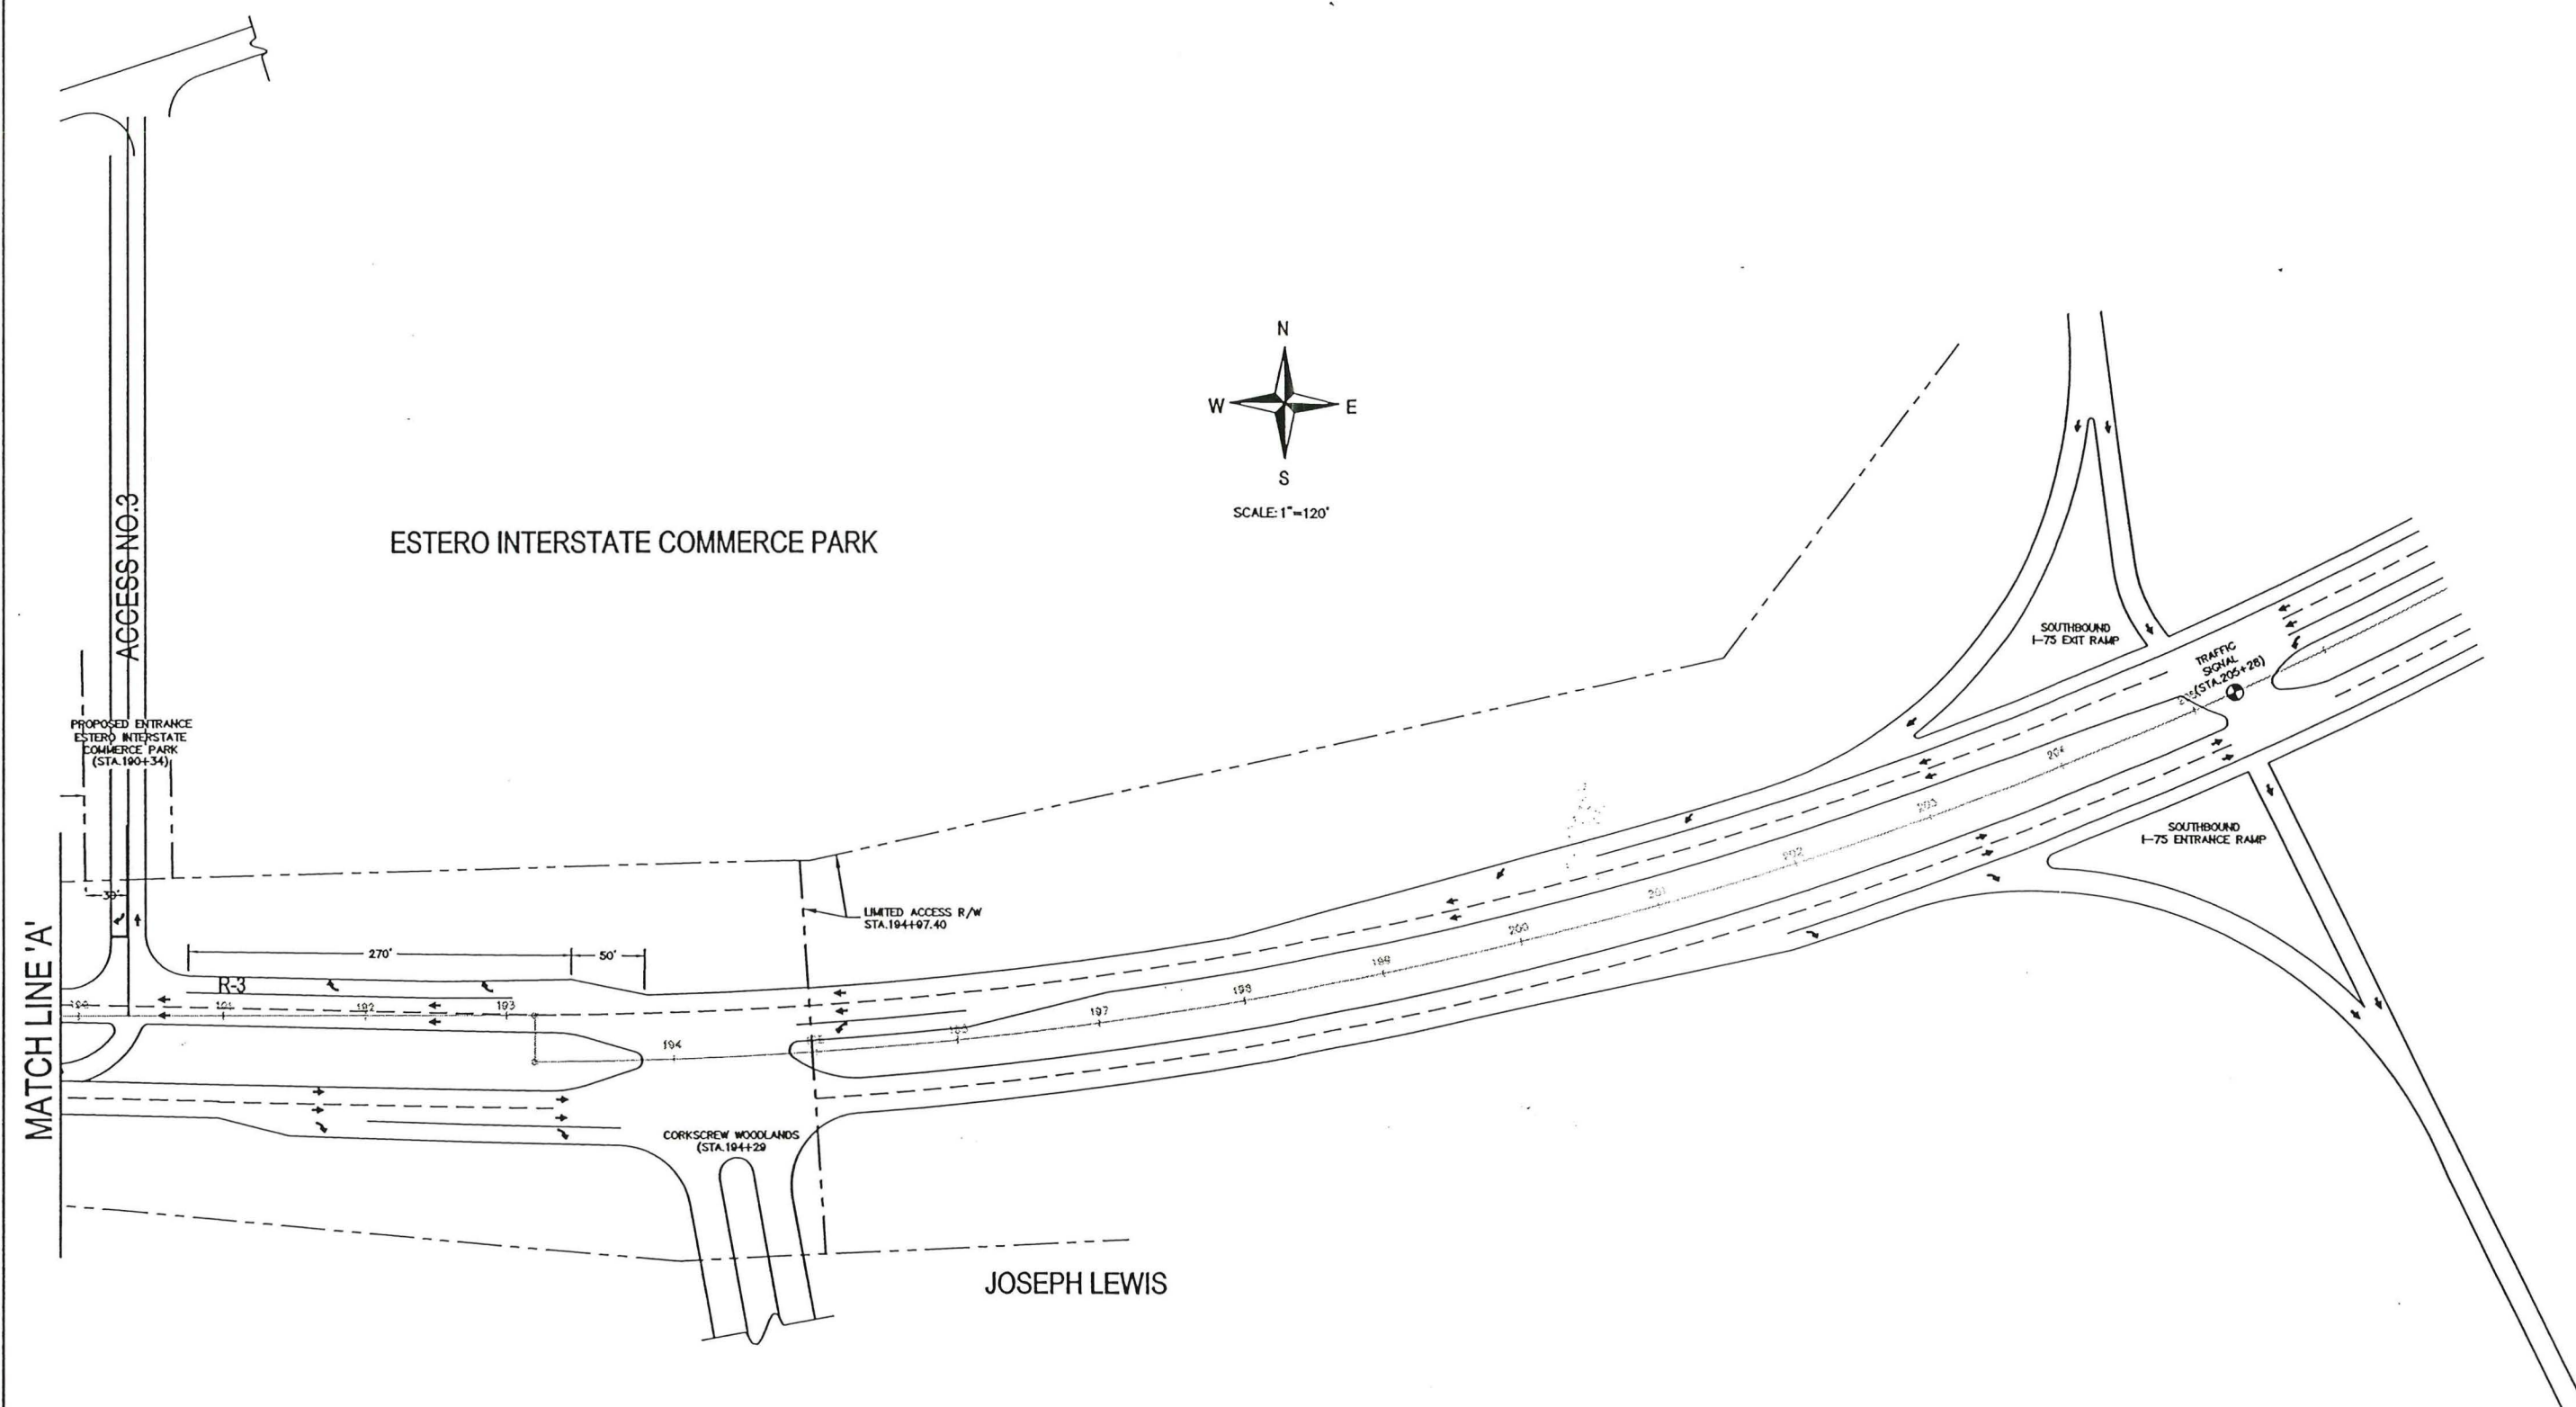 N
W E
S
SCALE: 1"=120'
ESTERO INTERSTATE COMMERCE PARK
ACCESS NO.3
PROPOSED ENTRANCE
ESTERO INTERSTATE
COMMERCE PARK
(STA.190+34)
30'
MATCH LINE 'A'
270'
50'
R-3
190
191
192
193
194
LIMITED ACCESS R/W
STA.194+97.40
CORKSCREW WOODLANDS
(STA.194+29
JOSEPH LEWIS
197
198
199
200
201
202
203
204
SOUTHBOUND
I-75 EXIT RAMP
TRAFFIC
SIGNAL
(STA.205+28)
SOUTHBOUND
I-75 ENTRANCE RAMP